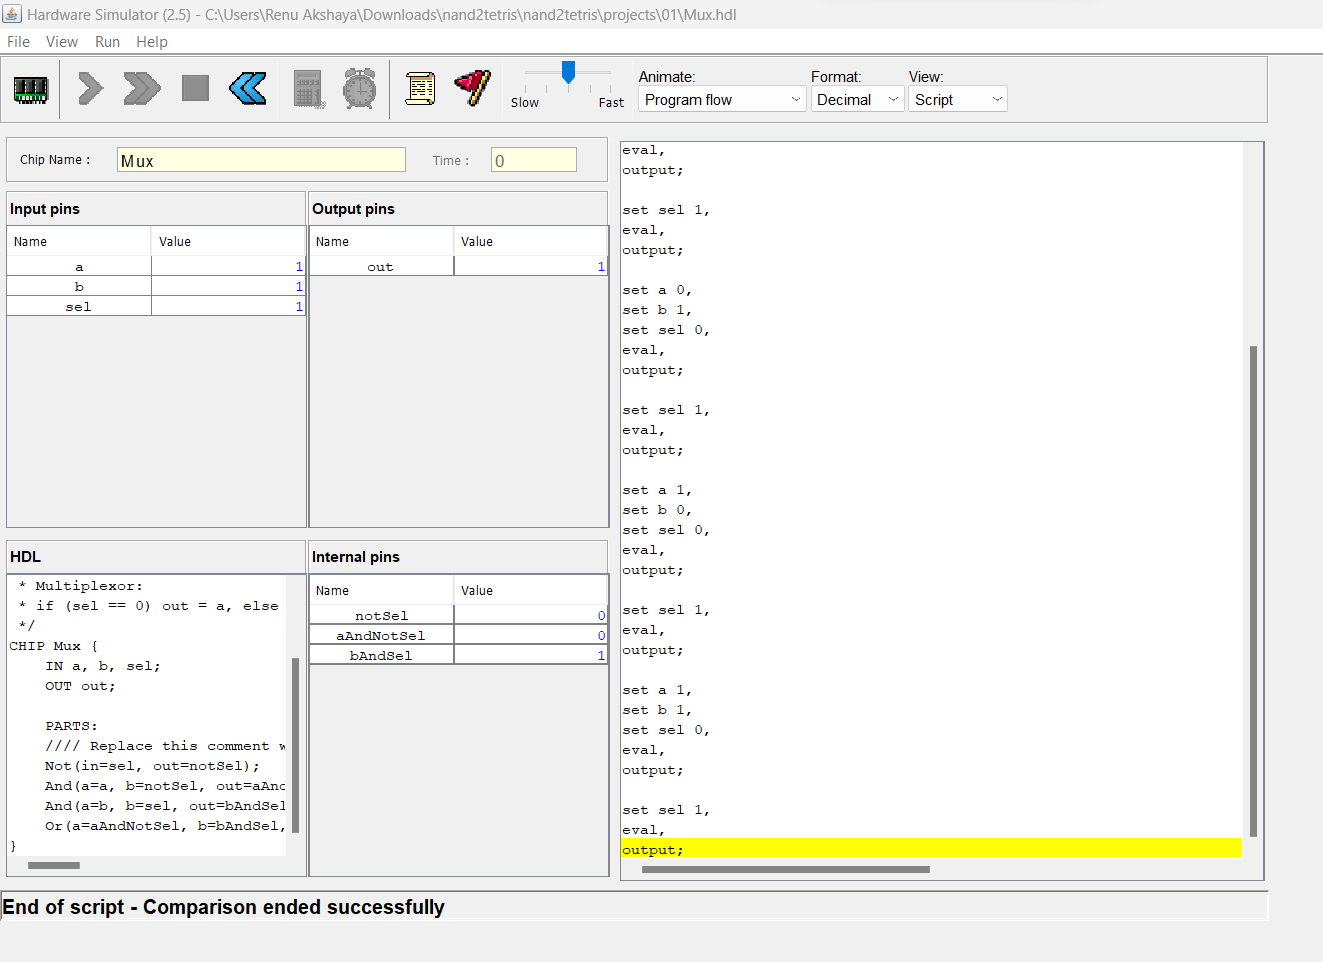 Hardware Simulator (2.5) - C:\Users\Renu Akshaya\Downloads\nand2tetris\nand2tetris\projects\01\Mux.hdl
File View Run Help
Slow Fast
Animate: Format: View:
Program flow Decimal Script
Chip Name : Mux Time : 0
Input pins
Name Value
a 1
b 1
sel 1
Output pins
Name Value
out 1
HDL
* Multiplexor:
* if (sel == 0) out = a, else
*/
CHIP Mux {
IN a, b, sel;
OUT out;
PARTS:
//// Replace this comment w
Not(in=sel, out=notSel);
And(a=a, b=notSel, out=aAnd
And(a=b, b=sel, out=bAndSel
Or(a=aAndNotSel, b=bAndSel,
}
Internal pins
Name Value
notSel 0
aAndNotSel 0
bAndSel 1
eval,
output;
set sel 1,
eval,
output;
set a 0,
set b 1,
set sel 0,
eval,
output;
set sel 1,
eval,
output;
set a 1,
set b 0,
set sel 0,
eval,
output;
set sel 1,
eval,
output;
set a 1,
set b 1,
set sel 0,
eval,
output;
set sel 1,
eval,
output;
End of script - Comparison ended successfully